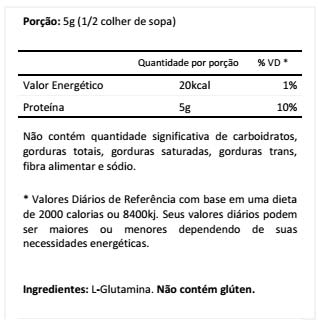 Porção: 5g (1/2 colher de sopa)
Quantidade por porção % VD *
Valor Energético 20kcal 1%
Proteína 5g 10%
Não contém quantidade significativa de carboidratos,
gorduras totais, gorduras saturadas, gorduras trans,
fibra alimentar e sódio.
* Valores Diários de Referência com base em uma dieta
de 2000 calorias ou 8400kj. Seus valores diários podem
ser maiores ou menores dependendo de suas
necessidades energéticas.
Ingredientes: L-Glutamina. Não contém glúten.